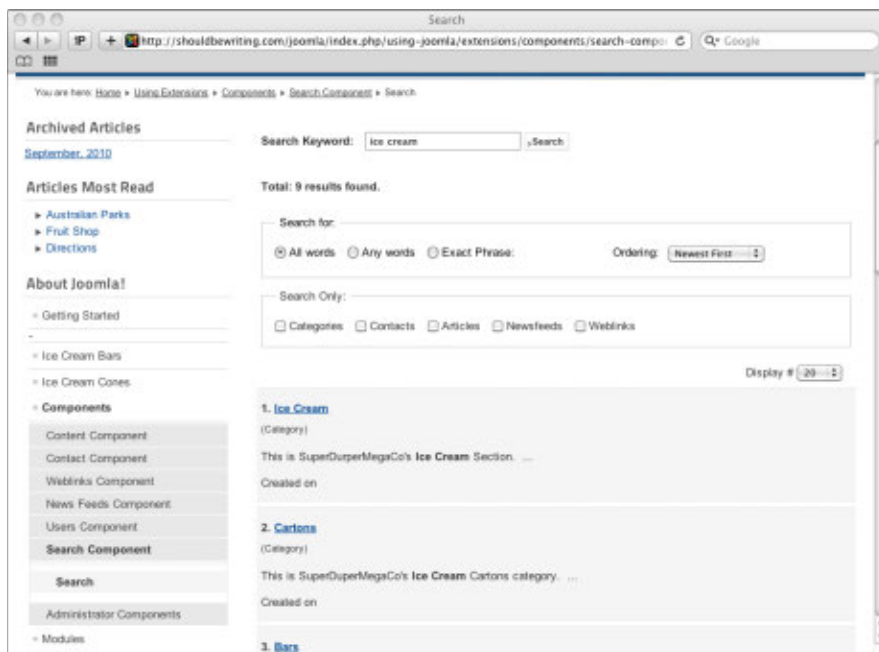 Search
http://shouldbewriting.com/joomla/index.php/using-joomla/extensions/components/search-compo
Google
You are here: Home Using Extensions Components Search Component Search
Archived Articles
September, 2010
Articles Most Read
Australian Parks
Fruit Shop
Directions
About Joomla!
Getting Started
-
Ice Cream Bars
Ice Cream Cones
Components
Content Component
Contact Component
Weblinks Component
News Feeds Component
Users Component
Search Component
Search
Administrator Components
Modules
Search Keyword: ice cream Search
Total: 9 results found.
Search for:
All words Any words Exact Phrase: Ordering: Newest First
Search Only:
Categories Contacts Articles Newsfeeds Weblinks
Display # 20
1. Ice Cream
(Category)
This is SuperDurperMegaCo's Ice Cream Section. ...
Created on
2. Cartons
(Category)
This is SuperDuperMegaCo's Ice Cream Cartons category. ...
Created on
3. Bars